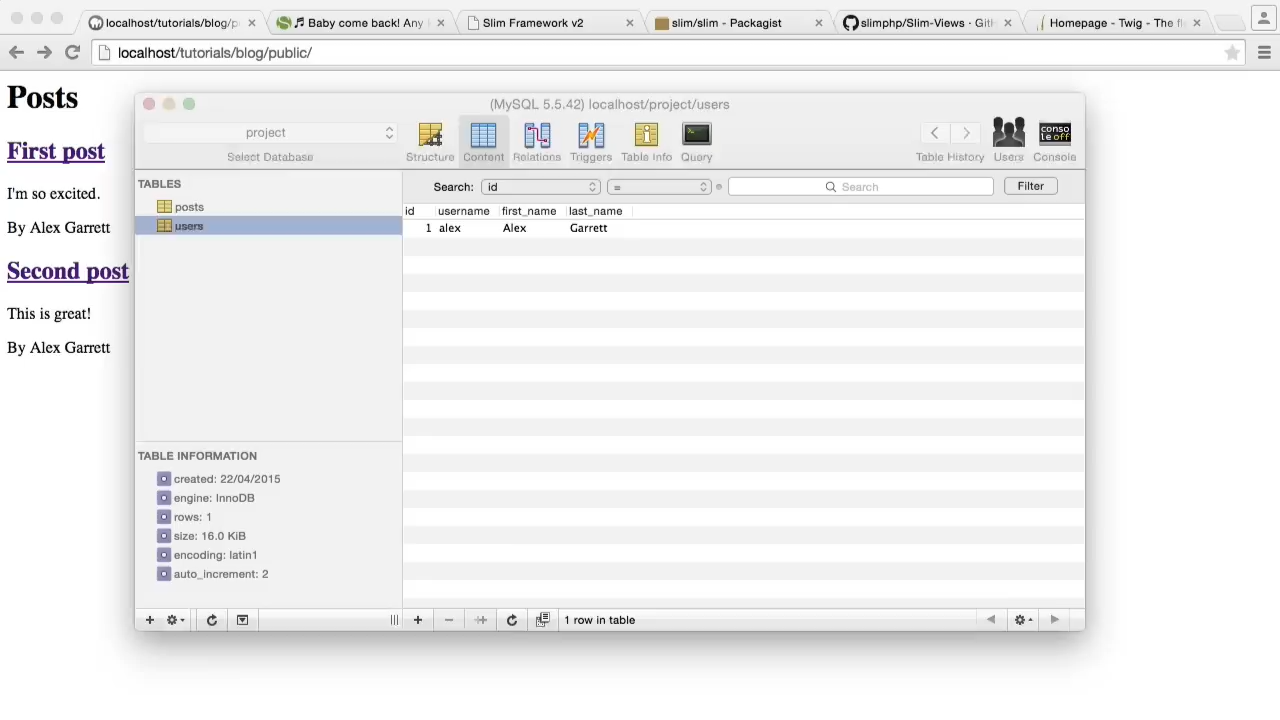 localhost/tutorials/blog/p
Baby come back! Any
Slim Framework v2
slim/slim - Packagist
slimphp/Slim-Views · Git
Homepage - Twig - The fl
localhost/tutorials/blog/public/
Posts
First post
I'm so excited.
By Alex Garrett
Second post
This is great!
By Alex Garrett
(MySQL 5.5.42) localhost/project/users
project
Select Database
Structure
Content
Relations
Triggers
Table Info
Query
Table History
Users
console off
Console
TABLES
posts
users
Search: id = Search Filter
id username first_name last_name
1 alex Alex Garrett
TABLE INFORMATION
created: 22/04/2015
engine: InnoDB
rows: 1
size: 16.0 KiB
encoding: latin1
auto_increment: 2
1 row in table